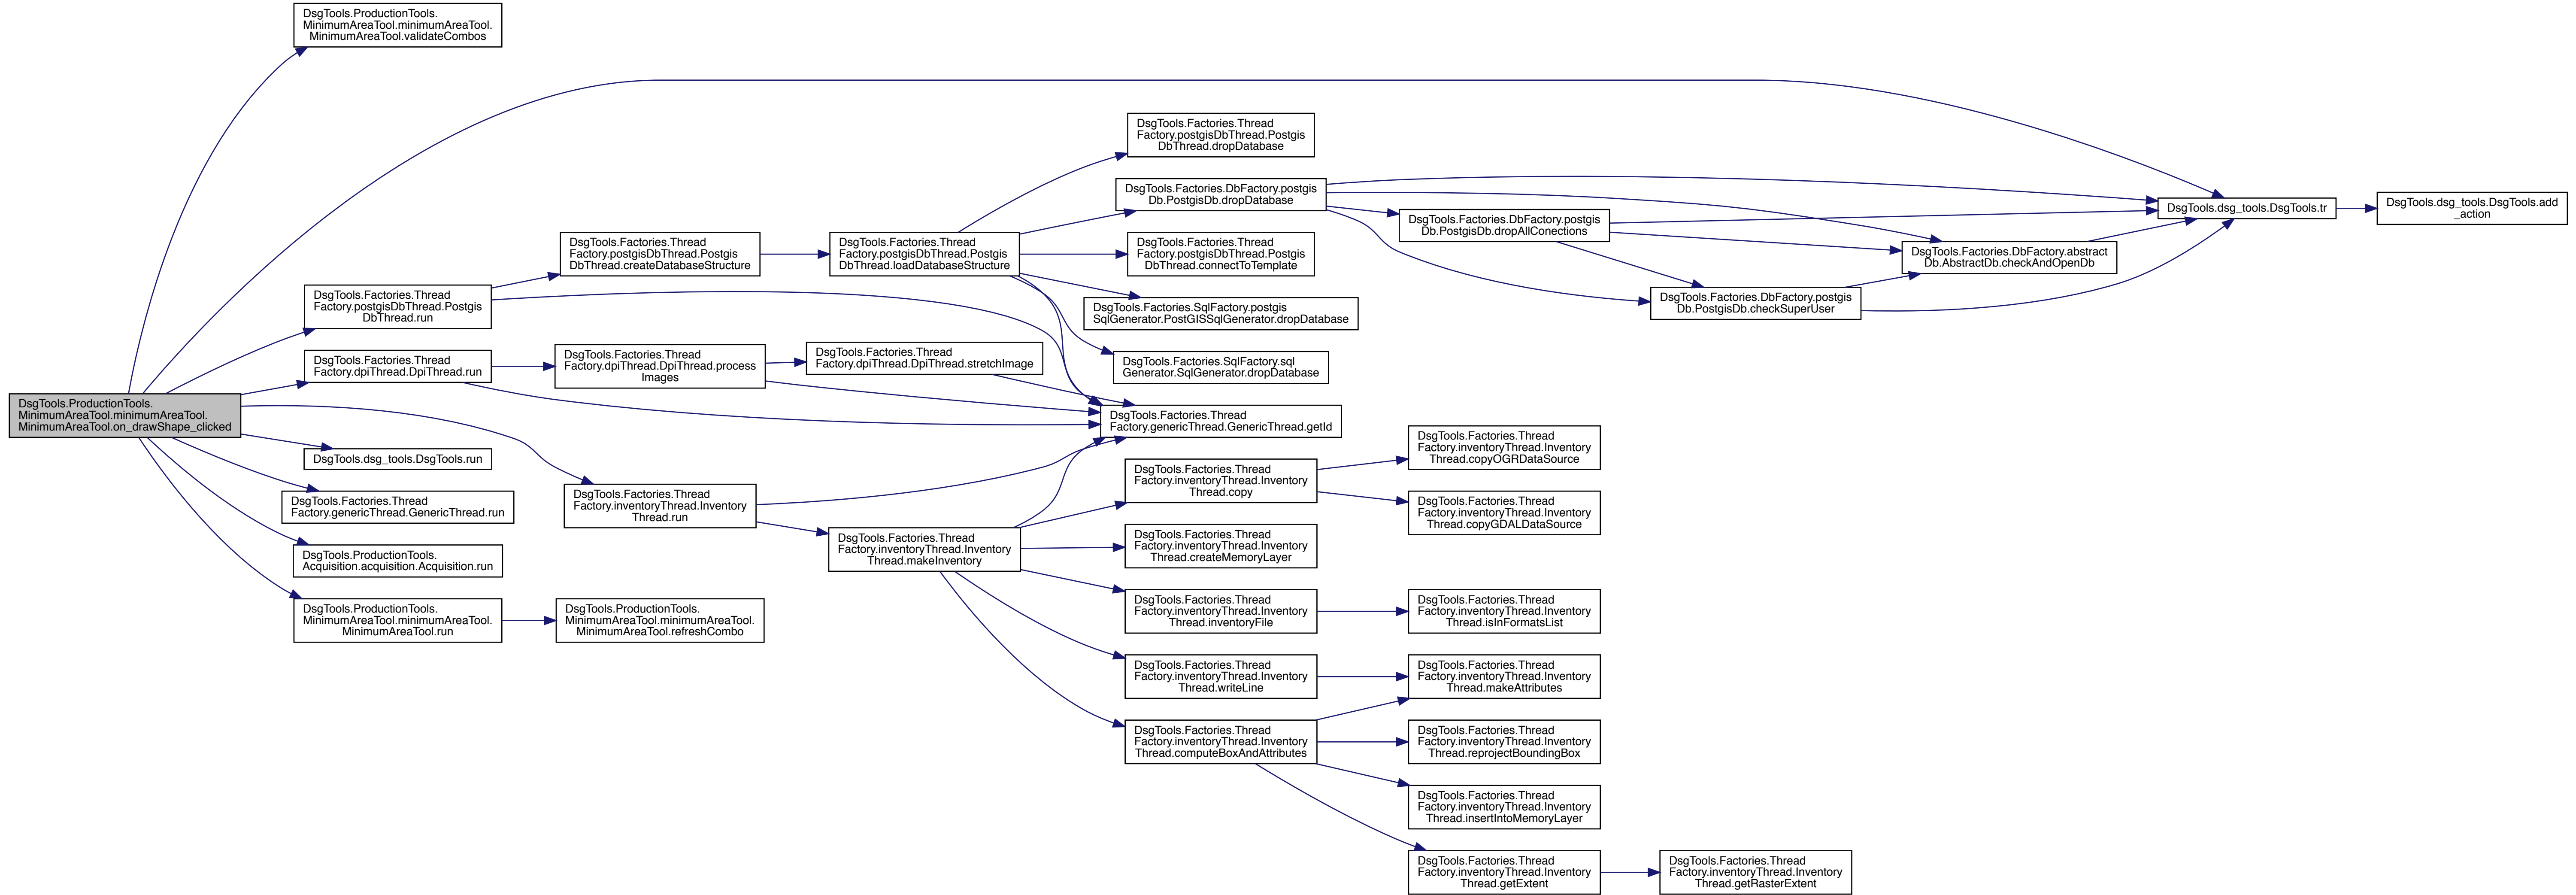 DsgTools.ProductionTools.
MinimumAreaTool.minimumAreaTool.
MinimumAreaTool.validateCombos
DsgTools.Factories.Thread
Factory.postgisDbThread.Postgis
DbThread.dropDatabase
DsgTools.Factories.DbFactory.postgis
Db.PostgisDb.dropDatabase
DsgTools.dsg_tools.DsgTools.tr
DsgTools.dsg_tools.DsgTools.add
_action
DsgTools.Factories.DbFactory.postgis
Db.PostgisDb.dropAllConections
DsgTools.Factories.Thread
Factory.postgisDbThread.Postgis
DbThread.createDatabaseStructure
DsgTools.Factories.Thread
Factory.postgisDbThread.Postgis
DbThread.loadDatabaseStructure
DsgTools.Factories.Thread
Factory.postgisDbThread.Postgis
DbThread.connectToTemplate
DsgTools.Factories.DbFactory.abstract
Db.AbstractDb.checkAndOpenDb
DsgTools.Factories.Thread
Factory.postgisDbThread.Postgis
DbThread.run
DsgTools.Factories.SqlFactory.postgis
SqlGenerator.PostGISSqlGenerator.dropDatabase
DsgTools.Factories.DbFactory.postgis
Db.PostgisDb.checkSuperUser
DsgTools.Factories.Thread
Factory.dpiThread.DpiThread.run
DsgTools.Factories.Thread
Factory.dpiThread.DpiThread.process
Images
DsgTools.Factories.Thread
Factory.dpiThread.DpiThread.stretchImage
DsgTools.Factories.SqlFactory.sql
Generator.SqlGenerator.dropDatabase
DsgTools.ProductionTools.
MinimumAreaTool.minimumAreaTool.
MinimumAreaTool.on_drawShape_clicked
DsgTools.Factories.Thread
Factory.genericThread.GenericThread.getId
DsgTools.dsg_tools.DsgTools.run
DsgTools.Factories.Thread
Factory.inventoryThread.Inventory
Thread.copyOGRDataSource
DsgTools.Factories.Thread
Factory.inventoryThread.Inventory
Thread.copy
DsgTools.Factories.Thread
Factory.genericThread.GenericThread.run
DsgTools.Factories.Thread
Factory.inventoryThread.Inventory
Thread.run
DsgTools.Factories.Thread
Factory.inventoryThread.Inventory
Thread.copyGDALDataSource
DsgTools.ProductionTools.
Acquisition.acquisition.Acquisition.run
DsgTools.Factories.Thread
Factory.inventoryThread.Inventory
Thread.makeInventory
DsgTools.Factories.Thread
Factory.inventoryThread.Inventory
Thread.createMemoryLayer
DsgTools.ProductionTools.
MinimumAreaTool.minimumAreaTool.
MinimumAreaTool.run
DsgTools.ProductionTools.
MinimumAreaTool.minimumAreaTool.
MinimumAreaTool.refreshCombo
DsgTools.Factories.Thread
Factory.inventoryThread.Inventory
Thread.inventoryFile
DsgTools.Factories.Thread
Factory.inventoryThread.Inventory
Thread.isInFormatsList
DsgTools.Factories.Thread
Factory.inventoryThread.Inventory
Thread.writeLine
DsgTools.Factories.Thread
Factory.inventoryThread.Inventory
Thread.makeAttributes
DsgTools.Factories.Thread
Factory.inventoryThread.Inventory
Thread.computeBoxAndAttributes
DsgTools.Factories.Thread
Factory.inventoryThread.Inventory
Thread.reprojectBoundingBox
DsgTools.Factories.Thread
Factory.inventoryThread.Inventory
Thread.insertIntoMemoryLayer
DsgTools.Factories.Thread
Factory.inventoryThread.Inventory
Thread.getExtent
DsgTools.Factories.Thread
Factory.inventoryThread.Inventory
Thread.getRasterExtent